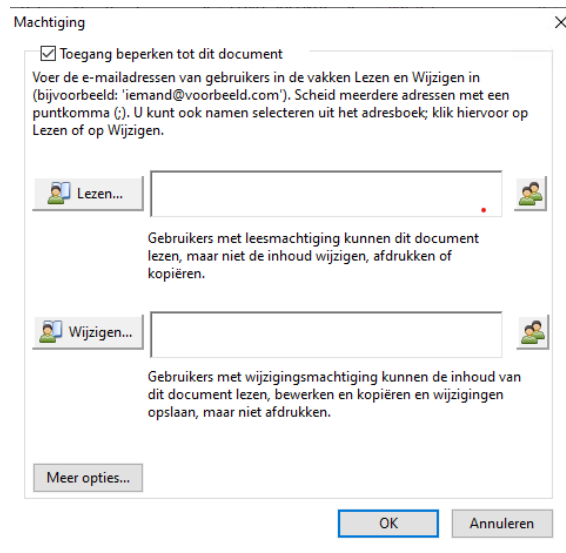 Machtiging
Toegang beperken tot dit document
Voer de e-mailadressen van gebruikers in de vakken Lezen en Wijzigen in
(bijvoorbeeld: 'iemand@voorbeeld.com'). Scheid meerdere adressen met een
puntkomma (;). U kunt ook namen selecteren uit het adresboek; klik hiervoor op
Lezen of op Wijzigen.
Lezen...
Gebruikers met leesmachtiging kunnen dit document
lezen, maar niet de inhoud wijzigen, afdrukken of
kopiëren.
Wijzigen...
Gebruikers met wijzigingsmachtiging kunnen de inhoud van
dit document lezen, bewerken en kopiëren en wijzigingen
opslaan, maar niet afdrukken.
Meer opties...
OK Annuleren